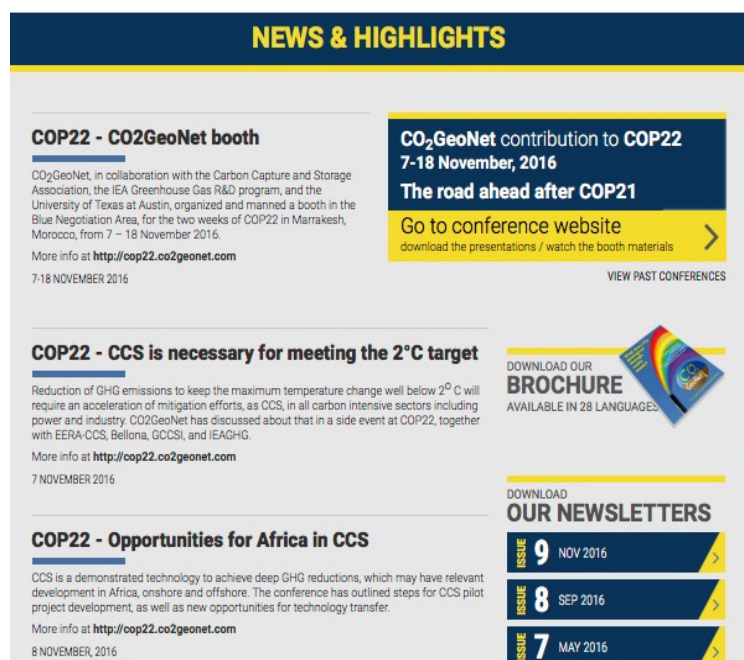 NEWS & HIGHLIGHTS
COP22 - CO2GeoNet booth
CO₂GeoNet, in collaboration with the Carbon Capture and Storage
Association, the IEA Greenhouse Gas R&D program, and the
University of Texas at Austin, organized and manned a booth in the
Blue Negotiation Area, for the two weeks of COP22 in Marrakesh,
Morocco, from 7 – 18 November 2016.
More info at http://cop22.co2geonet.com
7-18 NOVEMBER 2016
CO₂GeoNet contribution to COP22
7-18 November, 2016
The road ahead after COP21
Go to conference website
download the presentations / watch the booth materials
VIEW PAST CONFERENCES
COP22 - CCS is necessary for meeting the 2°C target
Reduction of GHG emissions to keep the maximum temperature change well below 2⁰ C will
require an acceleration of mitigation efforts, as CCS, in all carbon intensive sectors including
power and industry. CO2GeoNet has discussed about that in a side event at COP22, together
with EERA-CCS, Bellona, GCCSI, and IEAGHG.
More info at http://cop22.co2geonet.com
7 NOVEMBER 2016
DOWNLOAD OUR
BROCHURE
AVAILABLE IN 28 LANGUAGES
CO₂
GeoNet
COP22 - Opportunities for Africa in CCS
CCS is a demonstrated technology to achieve deep GHG reductions, which may have relevant
development in Africa, onshore and offshore. The conference has outlined steps for CCS pilot
project development, as well as new opportunities for technology transfer.
More info at http://cop22.co2geonet.com
8 NOVEMBER, 2016
DOWNLOAD
OUR NEWSLETTERS
ISSUE 9 NOV 2016
ISSUE 8 SEP 2016
ISSUE 7 MAY 2016